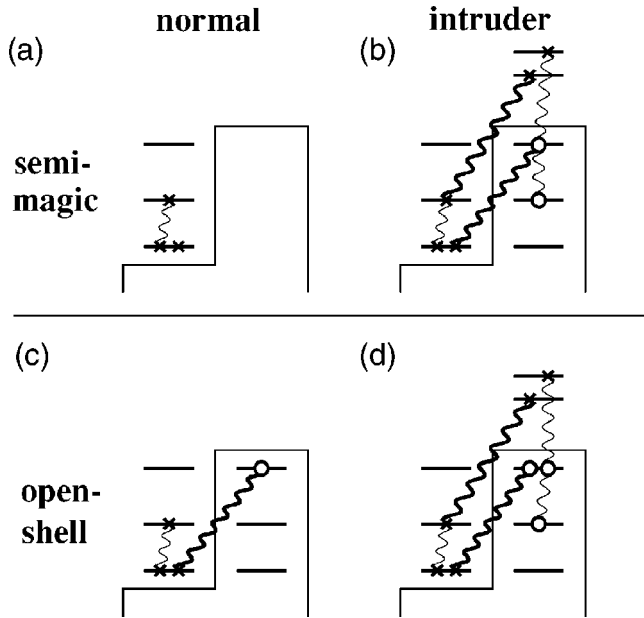 normal
intruder
(a)
(b)
semi-
magic
(c)
(d)
open-
shell